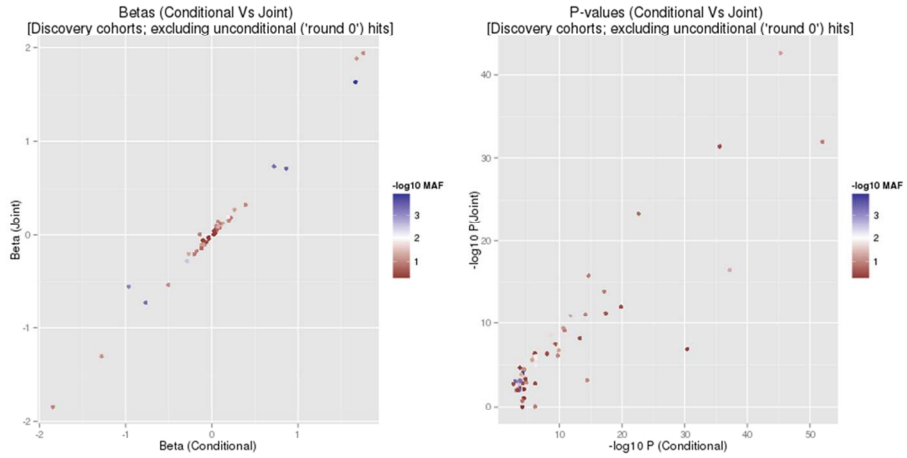 Betas (Conditional Vs Joint)
[Discovery cohorts; excluding unconditional ('round 0') hits]
2
1
0
-1
-2
-2
-1
0
1
Beta (Joint)
Beta (Conditional)
-log10 MAF
3
2
1
P-values (Conditional Vs Joint)
[Discovery cohorts; excluding unconditional ('round 0') hits]
40
30
20
10
0
10
20
30
40
50
-log10 P(Joint)
-log10 P (Conditional)
-log10 MAF
3
2
1